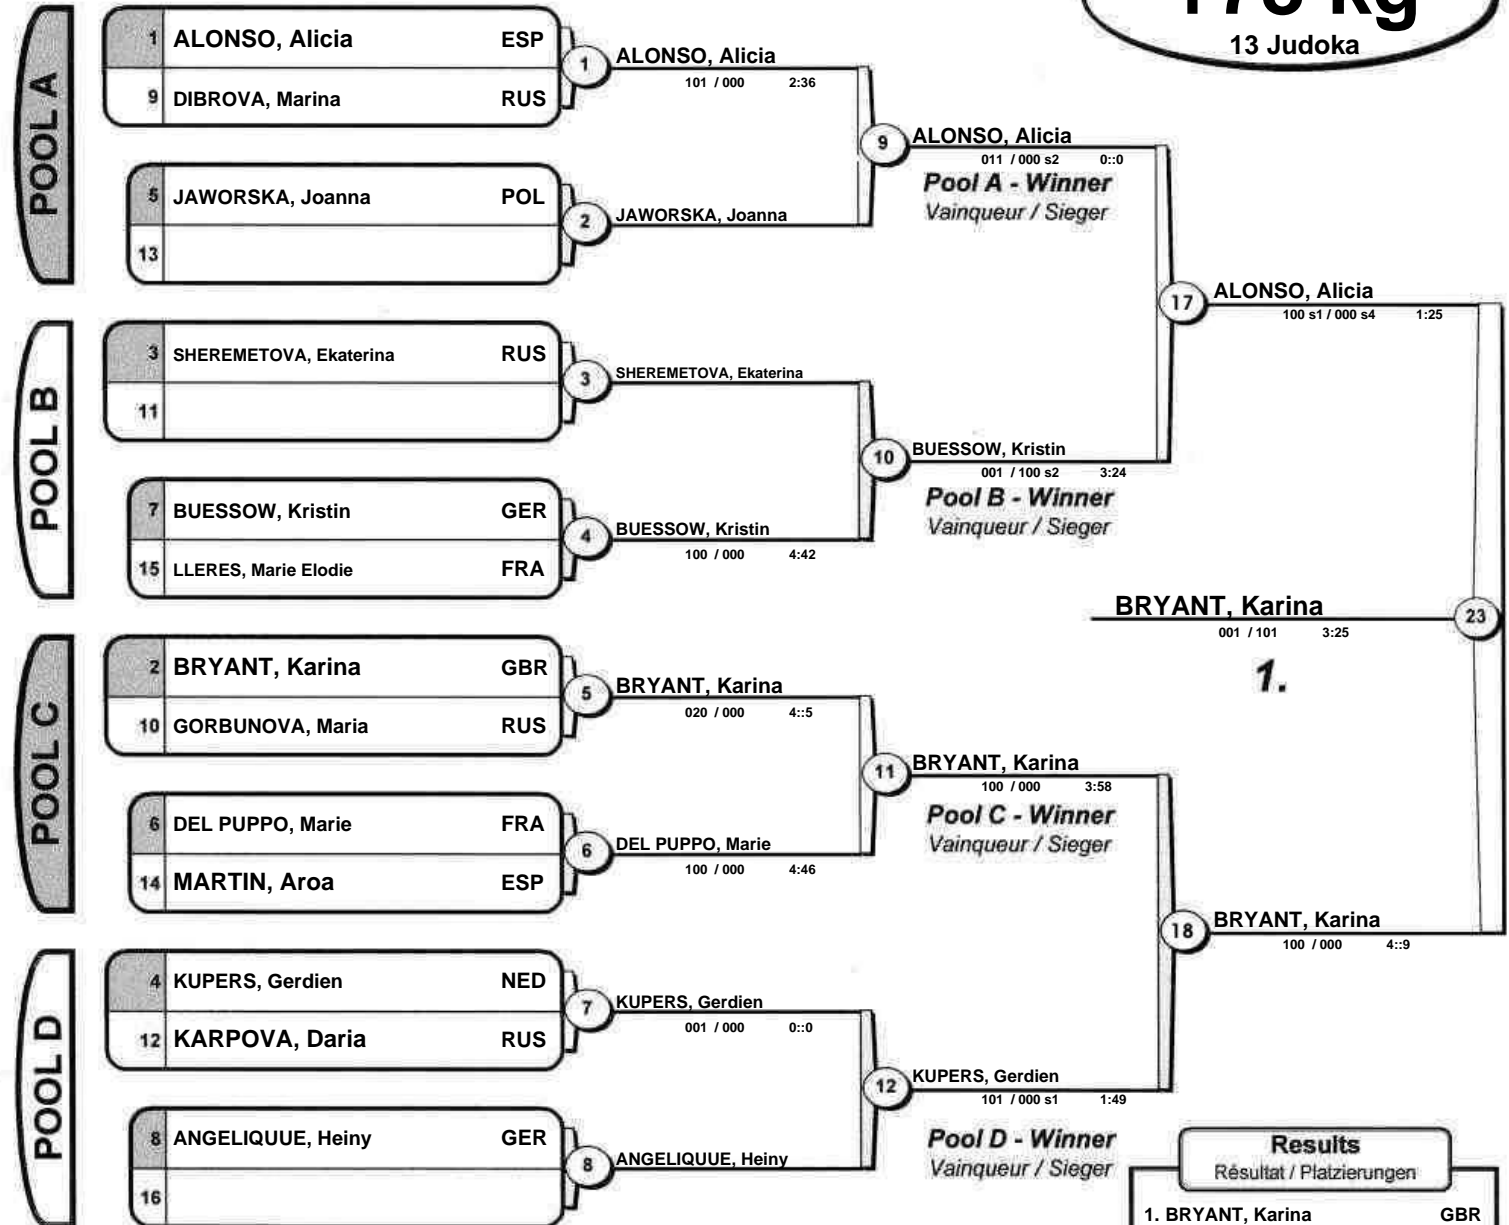 178 kg
13 Judoka
POOL A
1 ALONSO, Alicia ESP
9 DIBROVA, Marina RUS
1
ALONSO, Alicia
101 / 000 2:36
5 JAWORSKA, Joanna POL
13
2
JAWORSKA, Joanna
9
ALONSO, Alicia
011 / 000 s2 0::0
Pool A - Winner
Vainqueur / Sieger
POOL B
3 SHEREMETOVA, Ekaterina RUS
11
3
SHEREMETOVA, Ekaterina
7 BUESSOW, Kristin GER
15 LLERES, Marie Elodie FRA
4
BUESSOW, Kristin
100 / 000 4:42
10
BUESSOW, Kristin
001 / 100 s2 3:24
Pool B - Winner
Vainqueur / Sieger
17
ALONSO, Alicia
100 s1 / 000 s4 1:25
POOL C
2 BRYANT, Karina GBR
10 GORBUNOVA, Maria RUS
5
BRYANT, Karina
020 / 000 4::5
6 DEL PUPPO, Marie FRA
14 MARTIN, Aroa ESP
6
DEL PUPPO, Marie
100 / 000 4:46
11
BRYANT, Karina
100 / 000 3:58
Pool C - Winner
Vainqueur / Sieger
POOL D
4 KUPERS, Gerdien NED
12 KARPOVA, Daria RUS
7
KUPERS, Gerdien
001 / 000 0::0
8 ANGELIQUUE, Heiny GER
16
8
ANGELIQUUE, Heiny
12
KUPERS, Gerdien
101 / 000 s1 1:49
Pool D - Winner
Vainqueur / Sieger
18
BRYANT, Karina
100 / 000 4::9
23
BRYANT, Karina
001 / 101 3:25
1.
Results
Résultat / Platzierungen
1. BRYANT, Karina GBR